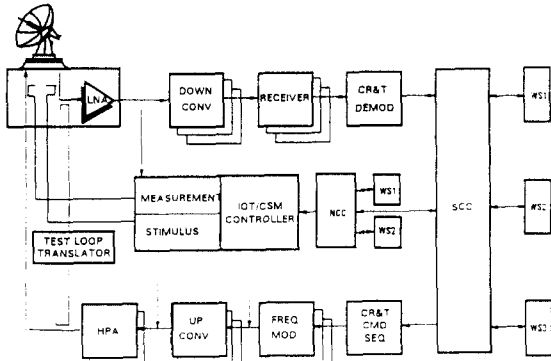 LNA
DOWN
CONV
RECEIVER
CR&T
DEMOD
WS1
MEASUREMENT
STIMULUS
IOT/CSM
CONTROLLER
NCC
WS1
WS2
SCC
WS2
TEST LOOP
TRANSLATOR
HPA
UP
CONV
FREQ
MOD
CR&T
CMD
SEQ
WS3